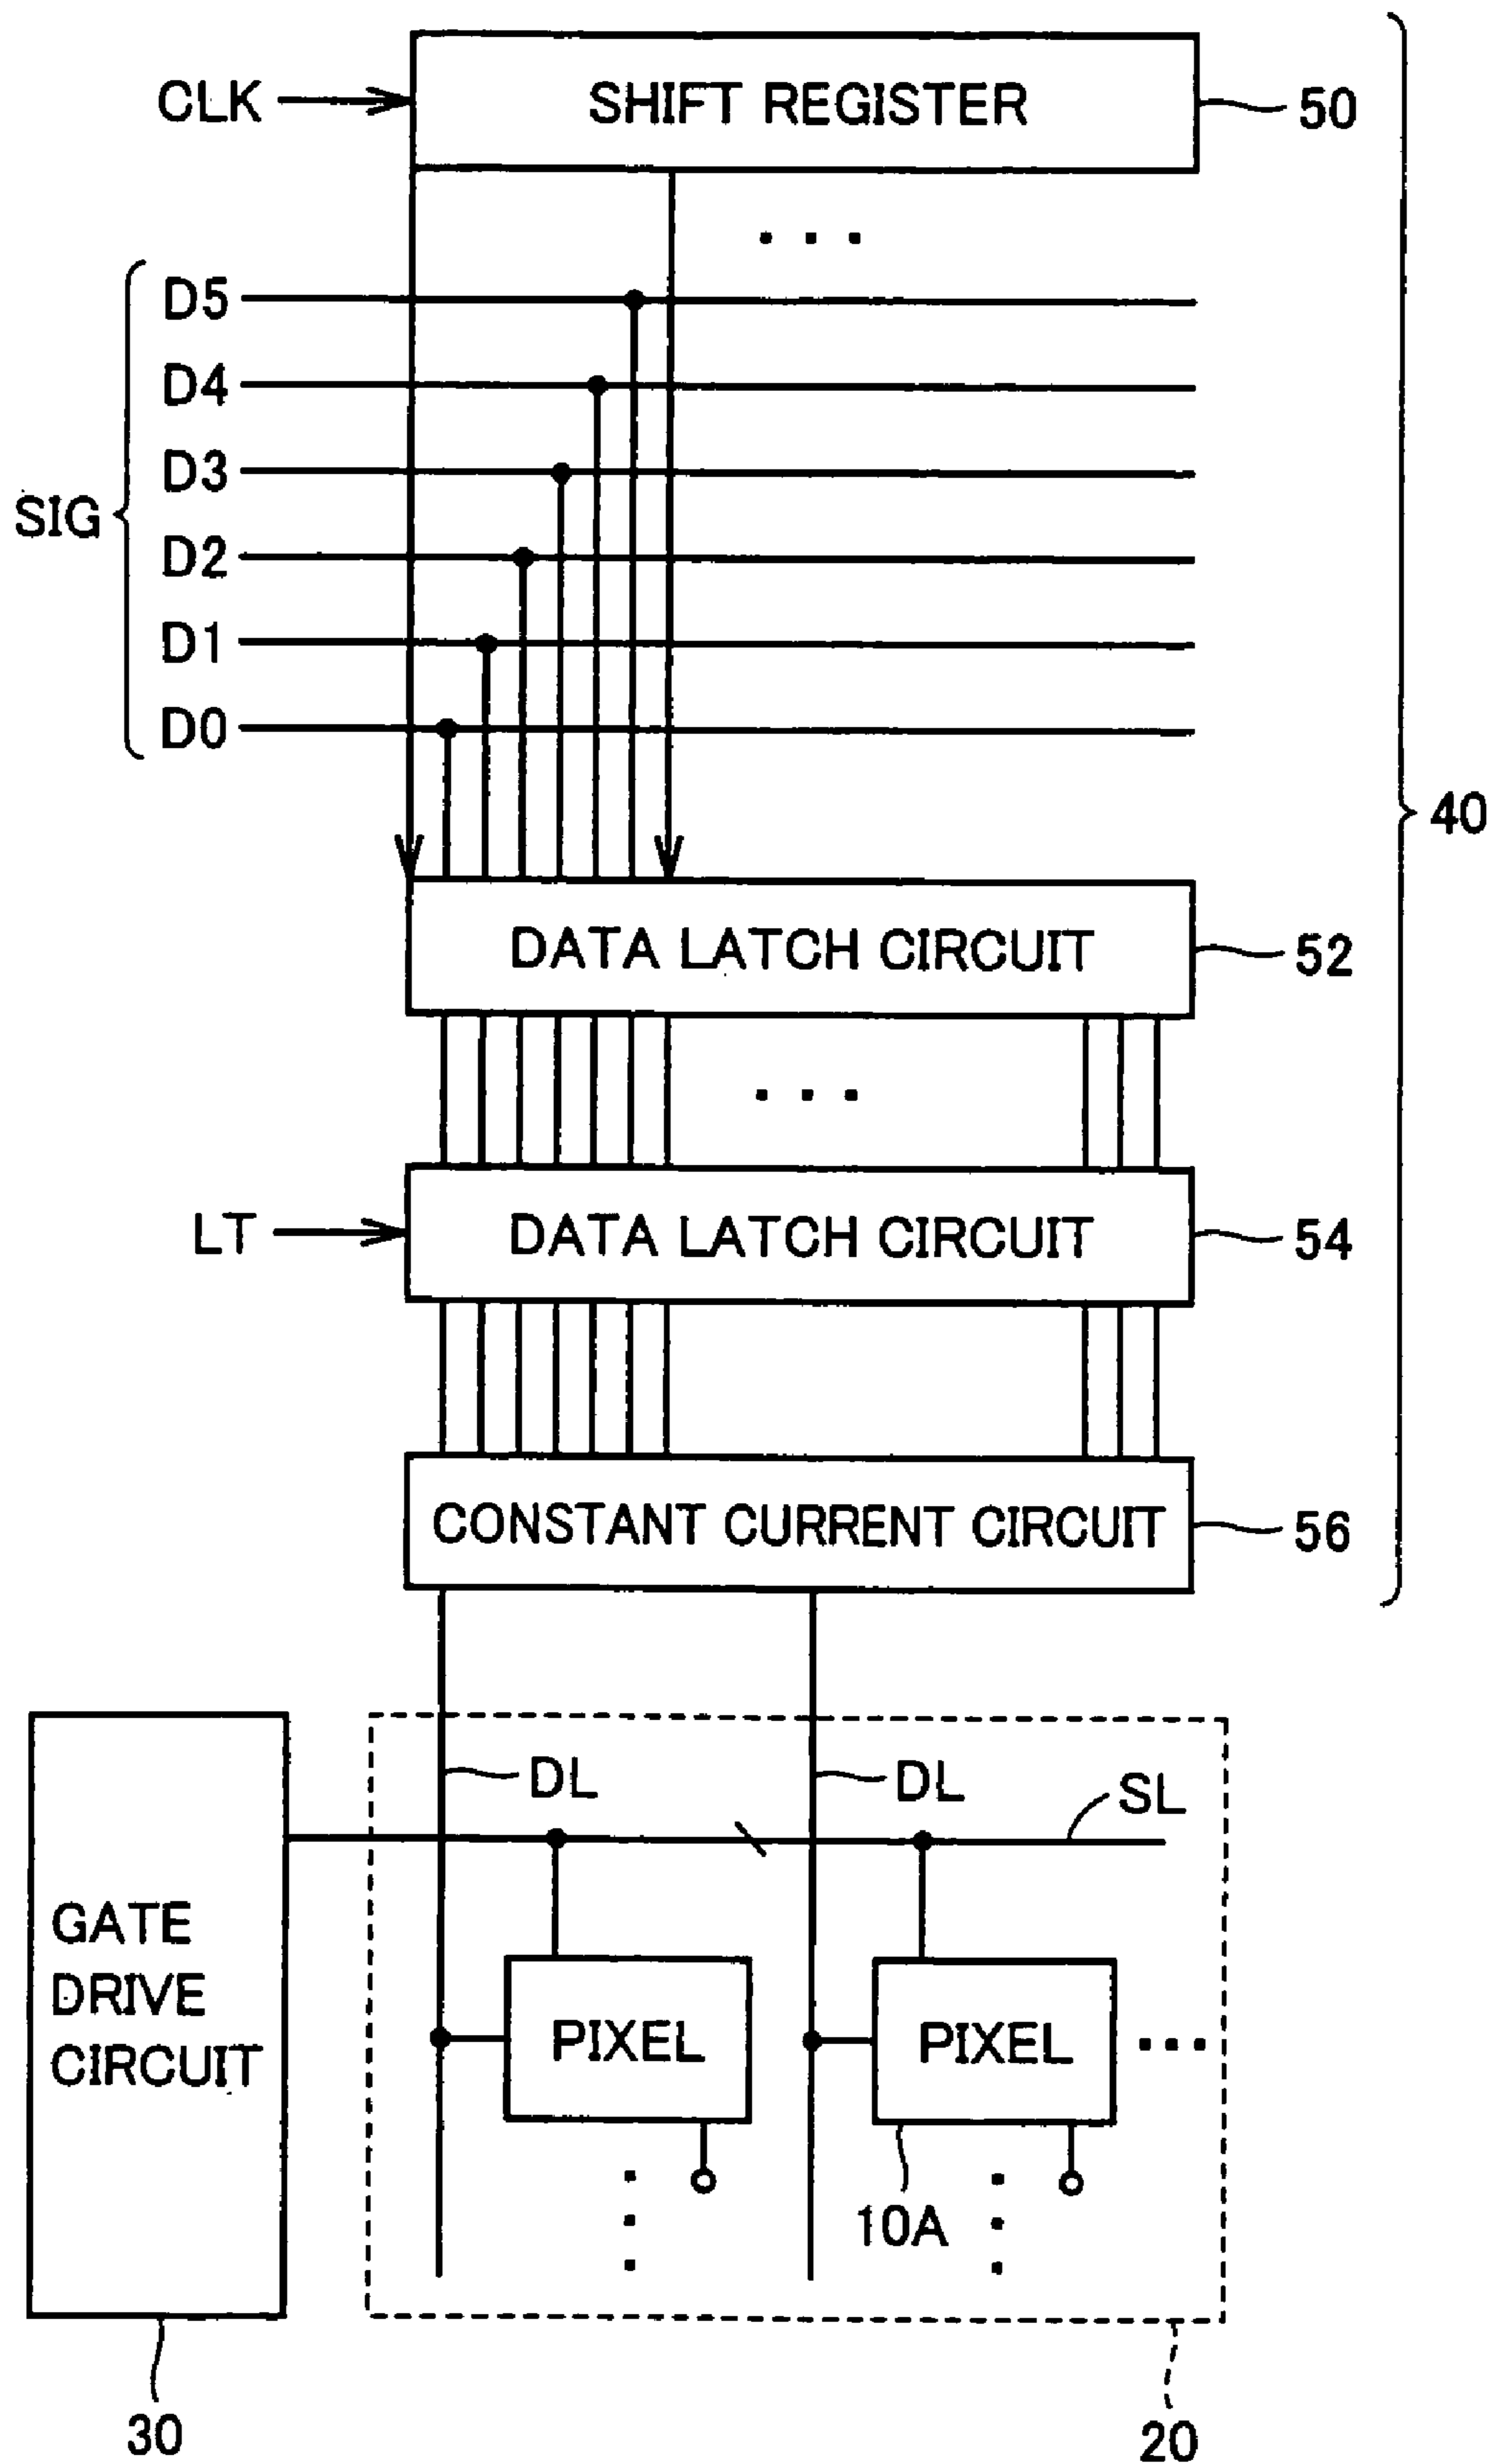 CLK
SHIFT REGISTER
50
SIG
D5
D4
D3
D2
D1
D0
40
DATA LATCH CIRCUIT
52
LT
DATA LATCH CIRCUIT
54
CONSTANT CURRENT CIRCUIT
56
DL
DL
SL
GATE
DRIVE
CIRCUIT
PIXEL
PIXEL
10A
30
20